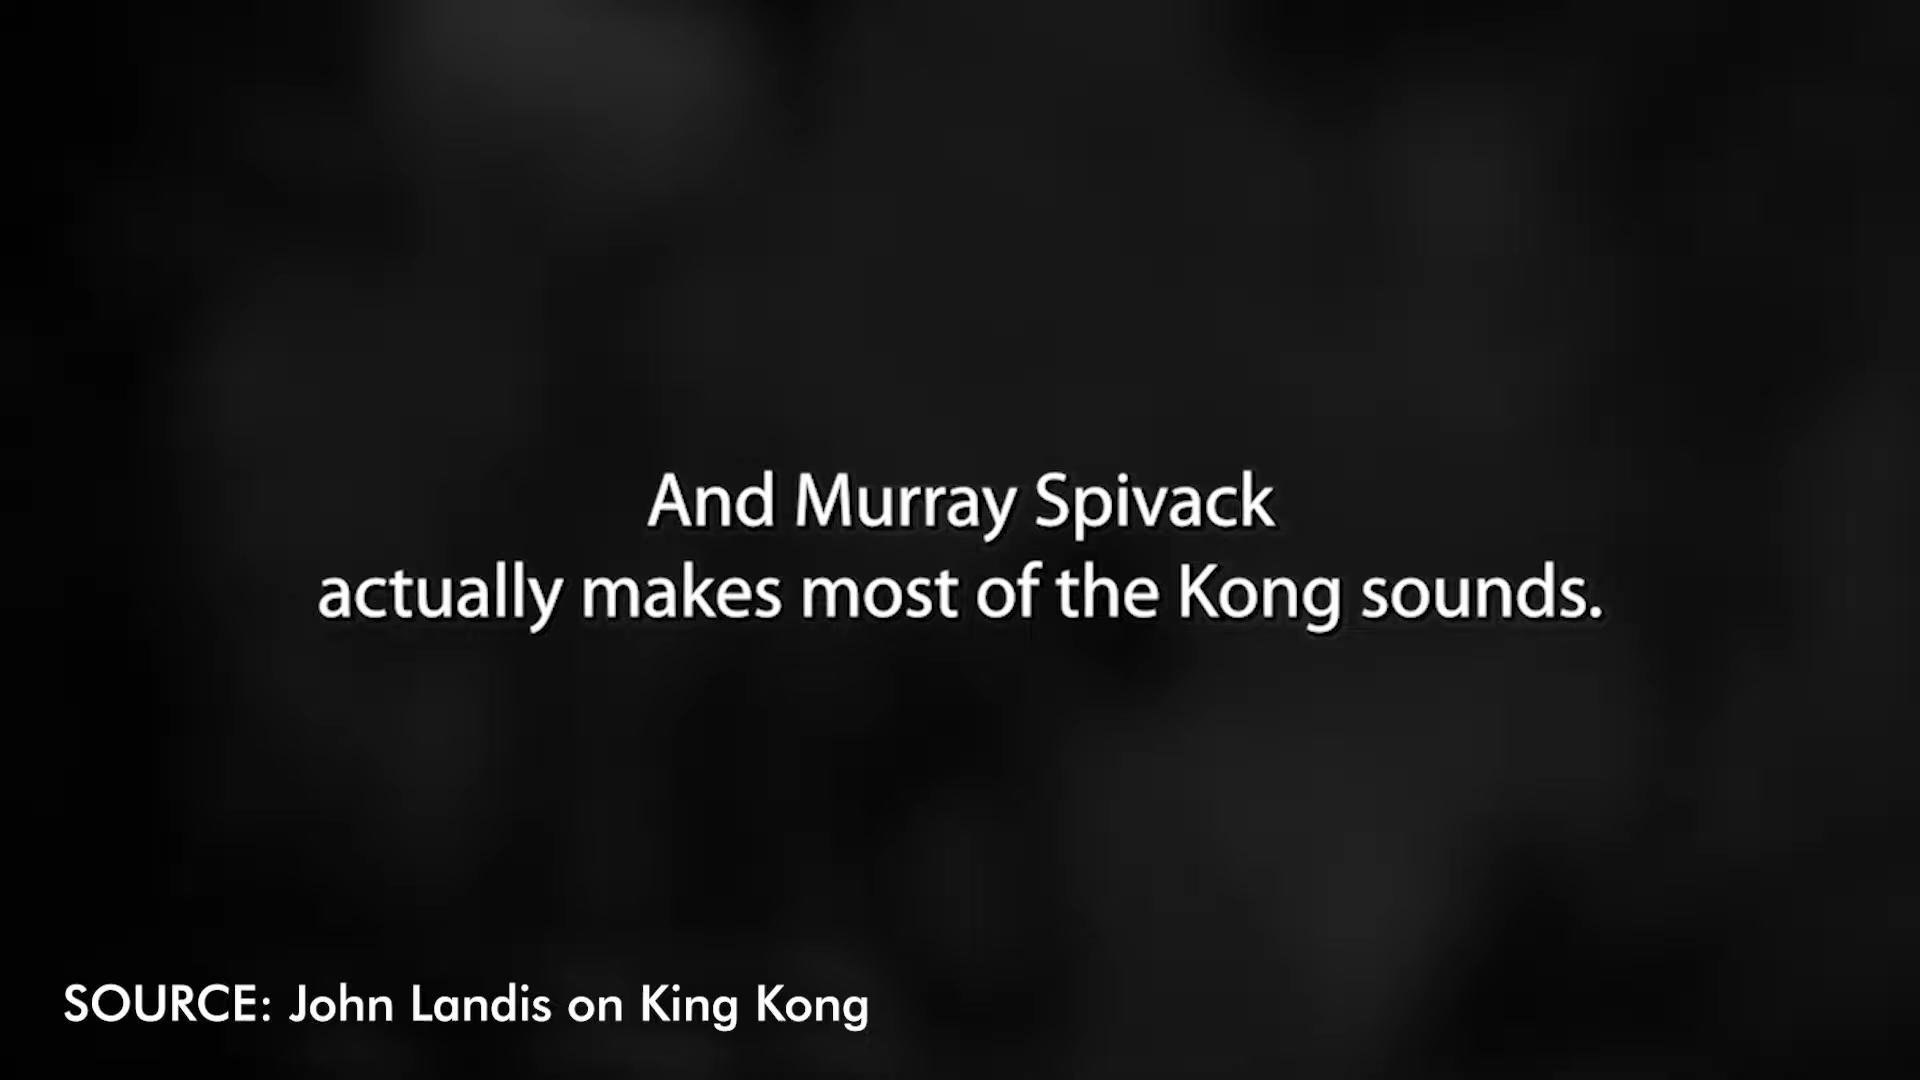 And Murray Spivack
actually makes most of the Kong sounds.
SOURCE: John Landis on King Kong